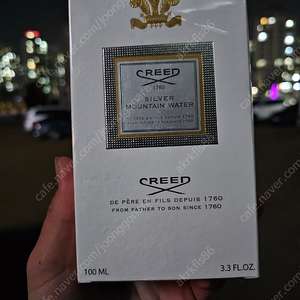 CREED
1760
SILVER
MOUNTAIN WATER
CREED
DE PÈRE EN FILS DEPUIS 1760
FROM FATHER TO SON SINCE 1760
100 ML
3.3 FL.OZ.